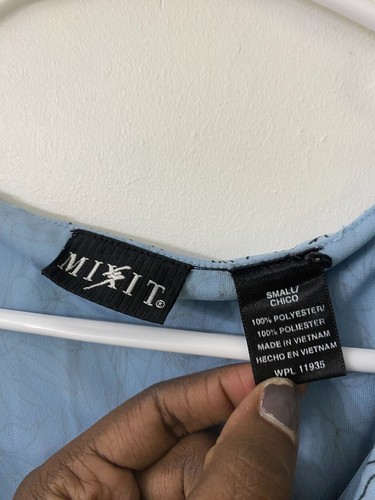 MIXIT®
SMALL/
CHICO
100% POLYESTER/
100% POLIESTER
MADE IN VIETNAM
HECHO EN VIETNAM
WPL 11935